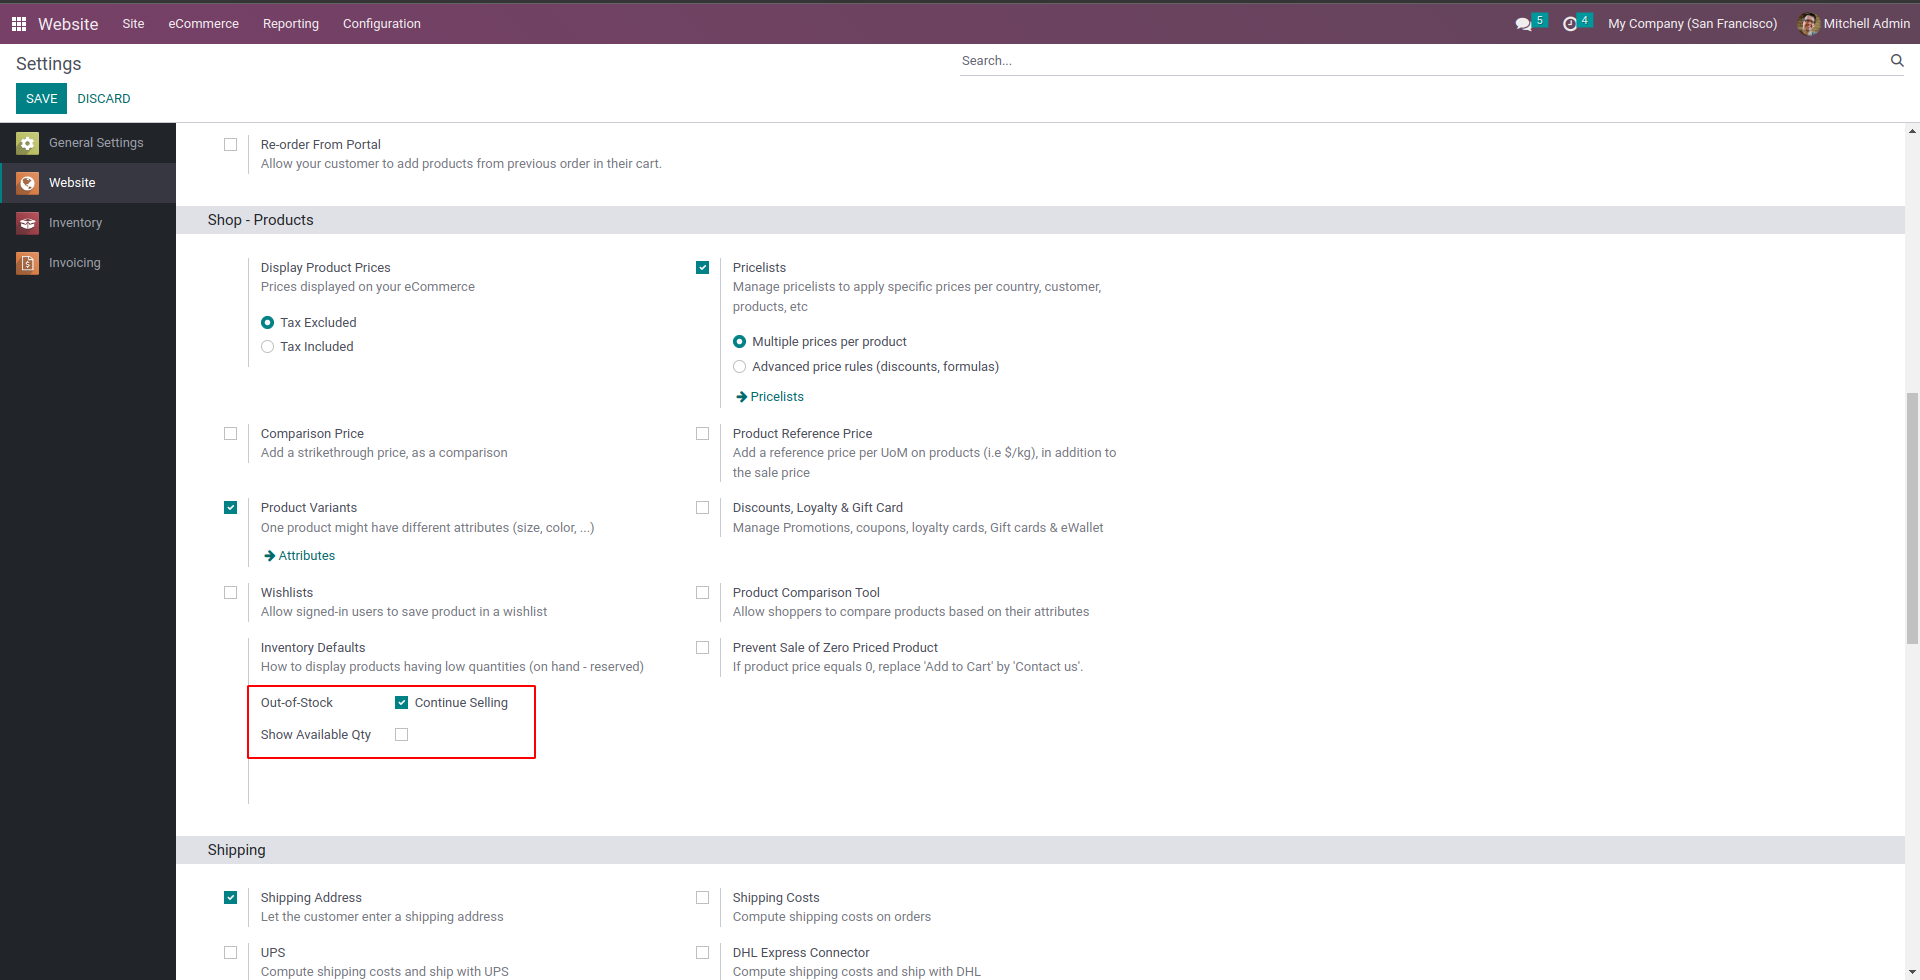 Website Site eCommerce Reporting Configuration 5 4 My Company (San Francisco) Mitchell Admin
Settings
Search...
SAVE DISCARD
General Settings
Website
Inventory
Invoicing
Re-order From Portal
Allow your customer to add products from previous order in their cart.
Shop - Products
Display Product Prices
Prices displayed on your eCommerce
Tax Excluded
Tax Included
Pricelists
Manage pricelists to apply specific prices per country, customer,
products, etc
Multiple prices per product
Advanced price rules (discounts, formulas)
Pricelists
Comparison Price
Add a strikethrough price, as a comparison
Product Reference Price
Add a reference price per UoM on products (i.e $/kg), in addition to
the sale price
Product Variants
One product might have different attributes (size, color, ...)
Attributes
Discounts, Loyalty & Gift Card
Manage Promotions, coupons, loyalty cards, Gift cards & eWallet
Wishlists
Allow signed-in users to save product in a wishlist
Product Comparison Tool
Allow shoppers to compare products based on their attributes
Inventory Defaults
How to display products having low quantities (on hand - reserved)
Out-of-Stock Continue Selling
Show Available Qty
Prevent Sale of Zero Priced Product
If product price equals 0, replace 'Add to Cart' by 'Contact us'.
Shipping
Shipping Address
Let the customer enter a shipping address
Shipping Costs
Compute shipping costs on orders
UPS
Compute shipping costs and ship with UPS
DHL Express Connector
Compute shipping costs and ship with DHL